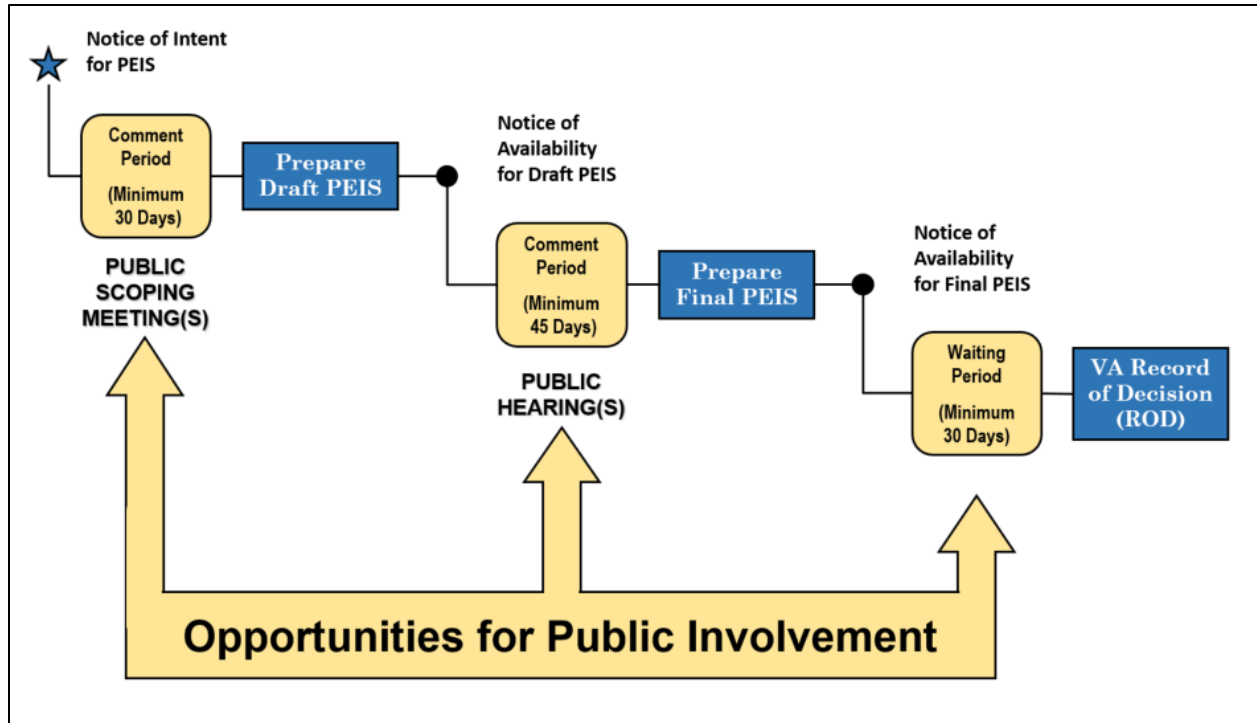 Notice of Intent
for PEIS
Comment
Period
(Minimum
30 Days)
PUBLIC
SCOPING
MEETING(S)
Prepare
Draft PEIS
Notice of
Availability
for Draft PEIS
Comment
Period
(Minimum
45 Days)
PUBLIC
HEARING(S)
Prepare
Final PEIS
Notice of
Availability
for Final PEIS
Waiting
Period
(Minimum
30 Days)
VA Record
of Decision
(ROD)
Opportunities for Public Involvement